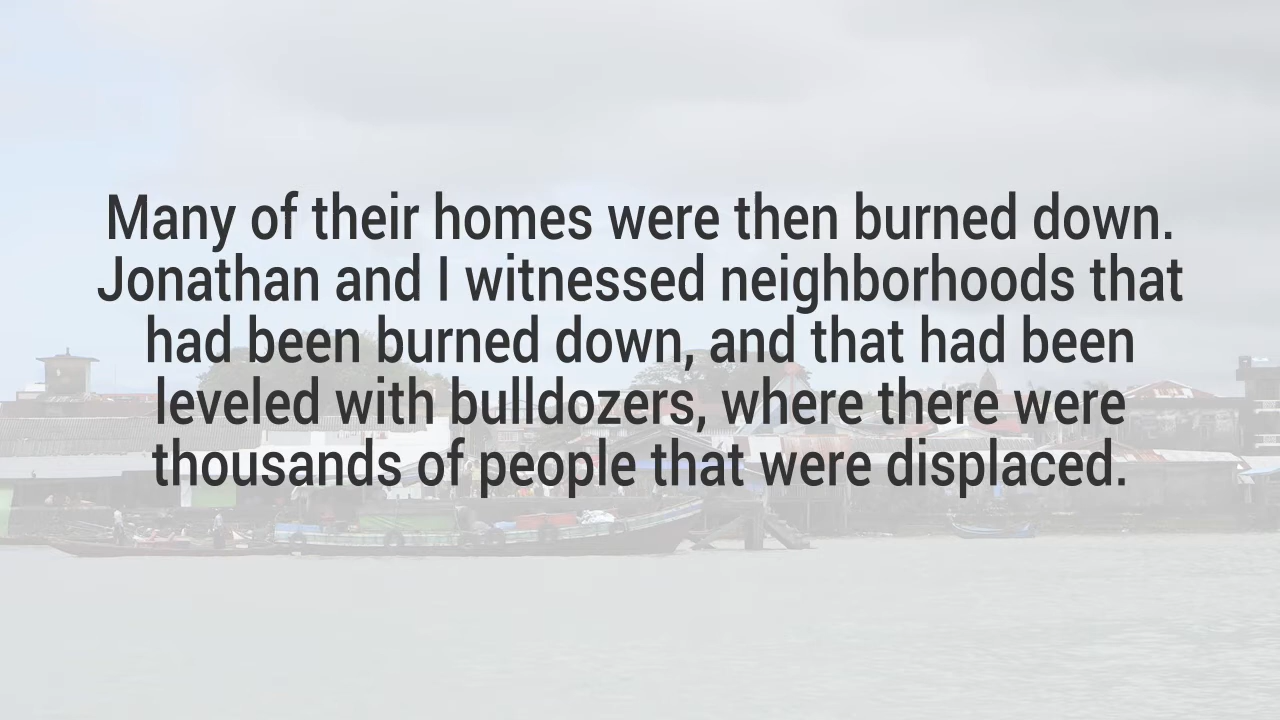 Many of their homes were then burned down.
Jonathan and I witnessed neighborhoods that
had been burned down, and that had been
leveled with bulldozers, where there were
thousands of people that were displaced.